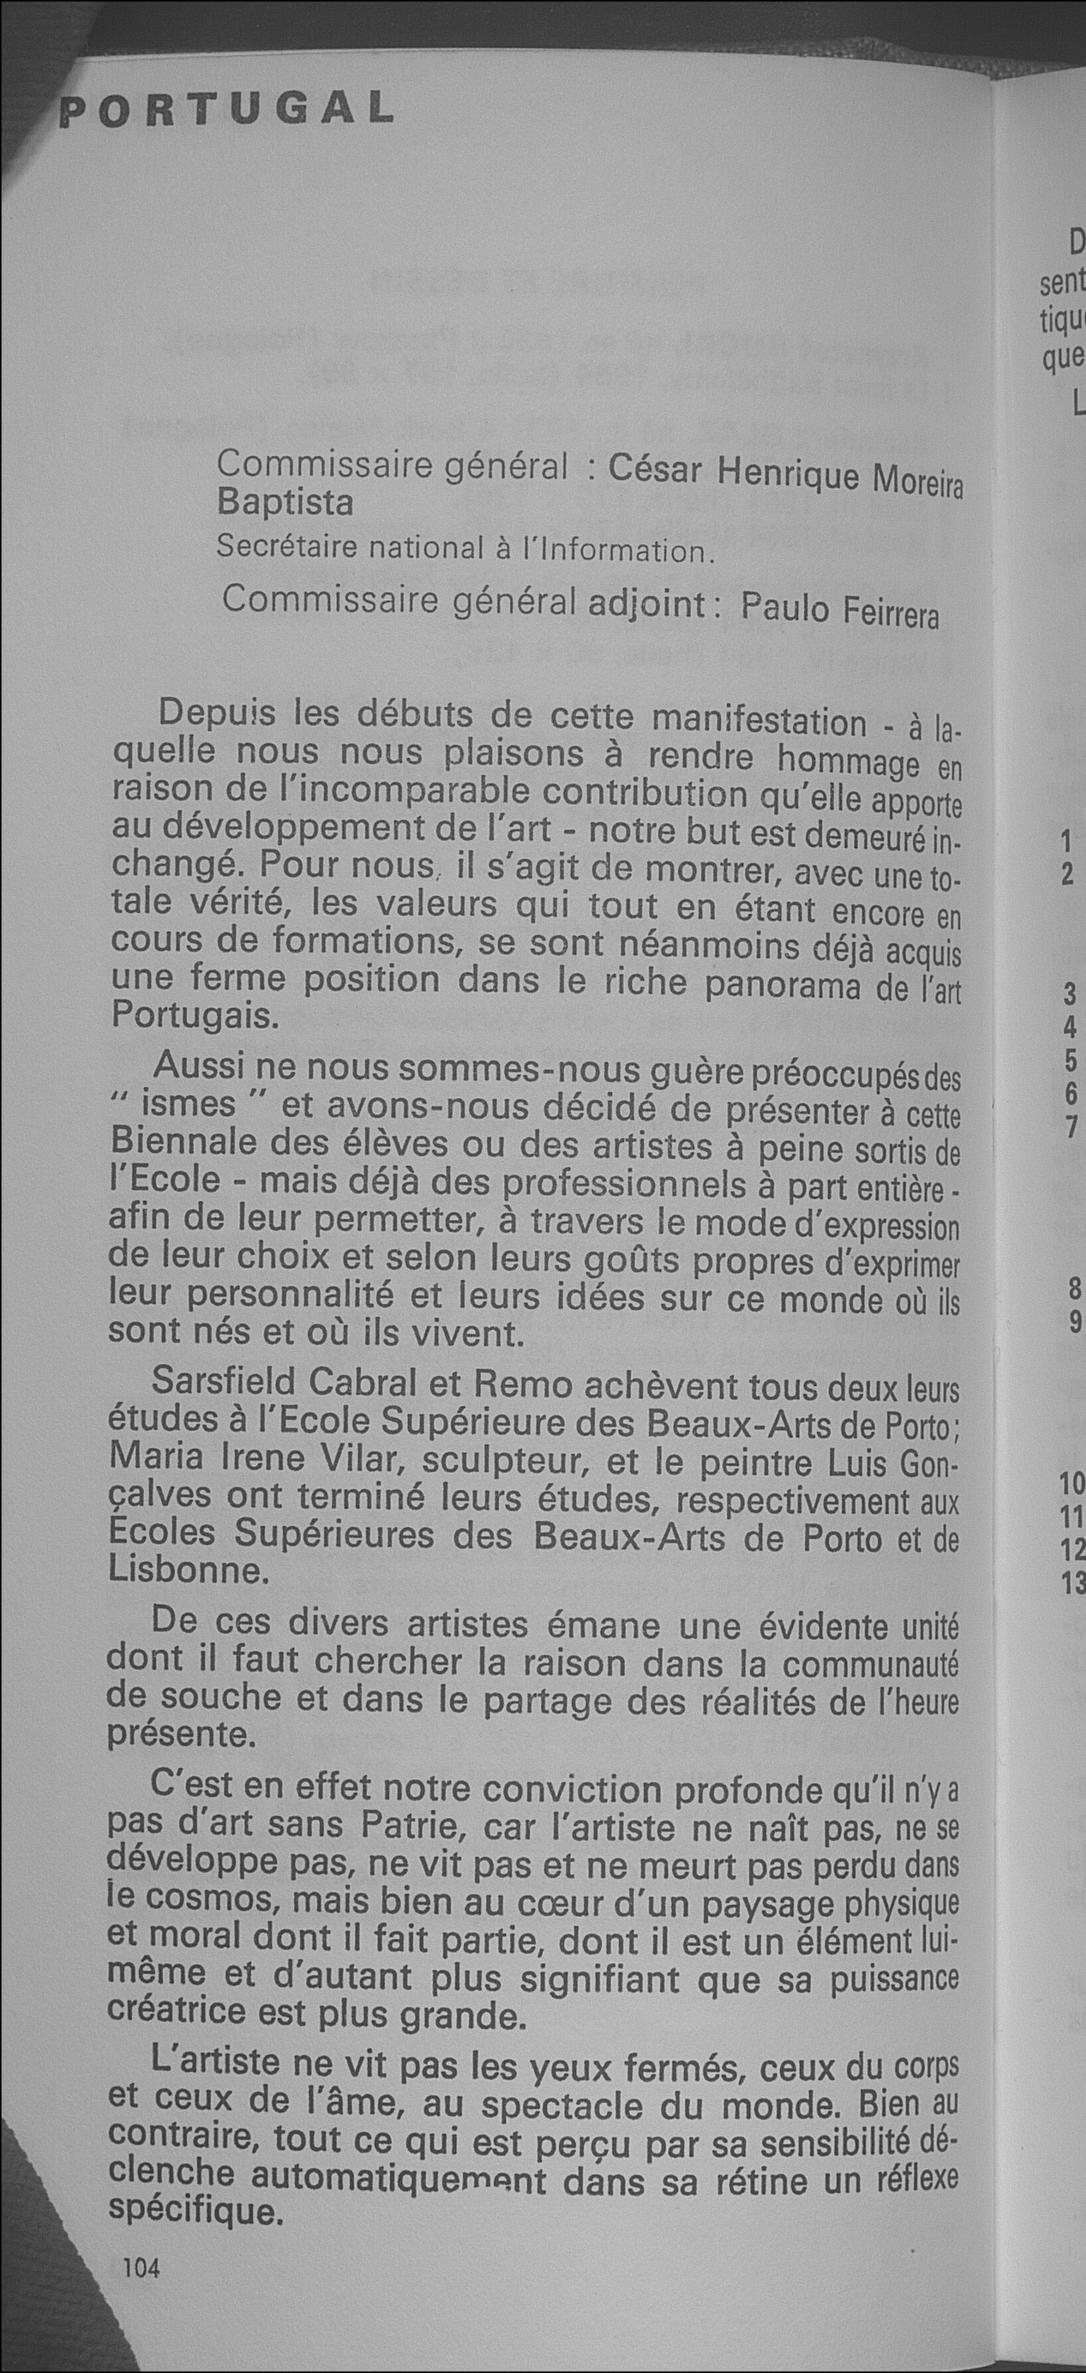 PORTUGAL
Commissaire général : César Henrique Moreira
Baptista
Secrétaire national à l'Information.
Commissaire général adjoint : Paulo Feirrera
Depuis les débuts de cette manifestation - à la-
quelle nous nous plaisons à rendre hommage en
raison de l'incomparable contribution qu'elle apporte
au développement de l'art - notre but est demeuré in-
changé. Pour nous, il s'agit de montrer, avec une to-
tale vérité, les valeurs qui tout en étant encore en
cours de formations, se sont néanmoins déjà acquis
une ferme position dans le riche panorama de l'art
Portugais.
Aussi ne nous sommes-nous guère préoccupés des
" ismes " et avons-nous décidé de présenter à cette
Biennale des élèves ou des artistes à peine sortis de
l'Ecole - mais déjà des professionnels à part entière -
afin de leur permetter, à travers le mode d'expression
de leur choix et selon leurs goûts propres d'exprimer
leur personnalité et leurs idées sur ce monde où ils
sont nés et où ils vivent.
Sarsfield Cabral et Remo achèvent tous deux leurs
études à l'Ecole Supérieure des Beaux-Arts de Porto;
Maria Irene Vilar, sculpteur, et le peintre Luis Gon-
çalves ont terminé leurs études, respectivement aux
Ecoles Supérieures des Beaux-Arts de Porto et de
Lisbonne.
De ces divers artistes émane une évidente unité
dont il faut chercher la raison dans la communauté
de souche et dans le partage des réalités de l'heure
présente.
C'est en effet notre conviction profonde qu'il n'y a
pas d'art sans Patrie, car l'artiste ne naît pas, ne se
développe pas, ne vit pas et ne meurt pas perdu dans
le cosmos, mais bien au cœur d'un paysage physique
et moral dont il fait partie, dont il est un élément lui-
même et d'autant plus signifiant que sa puissance
créatrice est plus grande.
L'artiste ne vit pas les yeux fermés, ceux du corps
et ceux de l'âme, au spectacle du monde. Bien au
contraire, tout ce qui est perçu par sa sensibilité dé-
clenche automatiquement dans sa rétine un réflexe
spécifique.
104
D
sent
tique
que
L
1
2
3
4
5
6
7
8
9
10
11
12
13